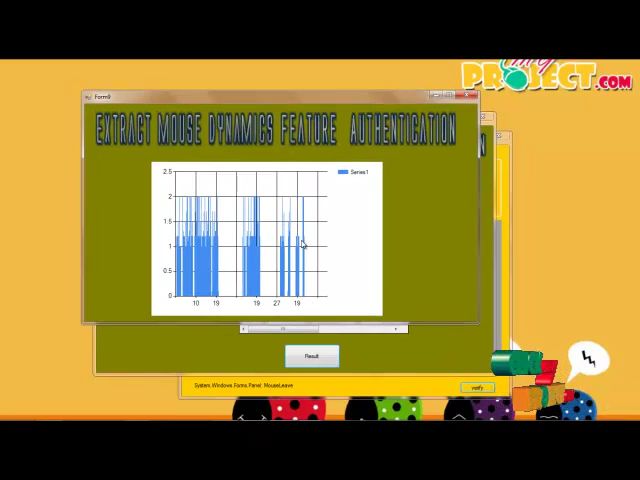 My
PROJECT.COM
Form9
EXTRACT MOUSE DYNAMICS FEATURE AUTHENTICATION
N
2.5
2
1.5
1
0.5
0
10 19 19 27 19
Series1
Result
System.Windows.Forms.Panel: MouseLeave
verify